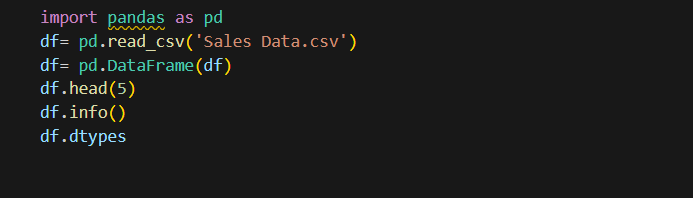 import pandas as pd
df= pd.read_csv('Sales Data.csv')
df= pd.DataFrame(df)
df.head(5)
df.info()
df.dtypes